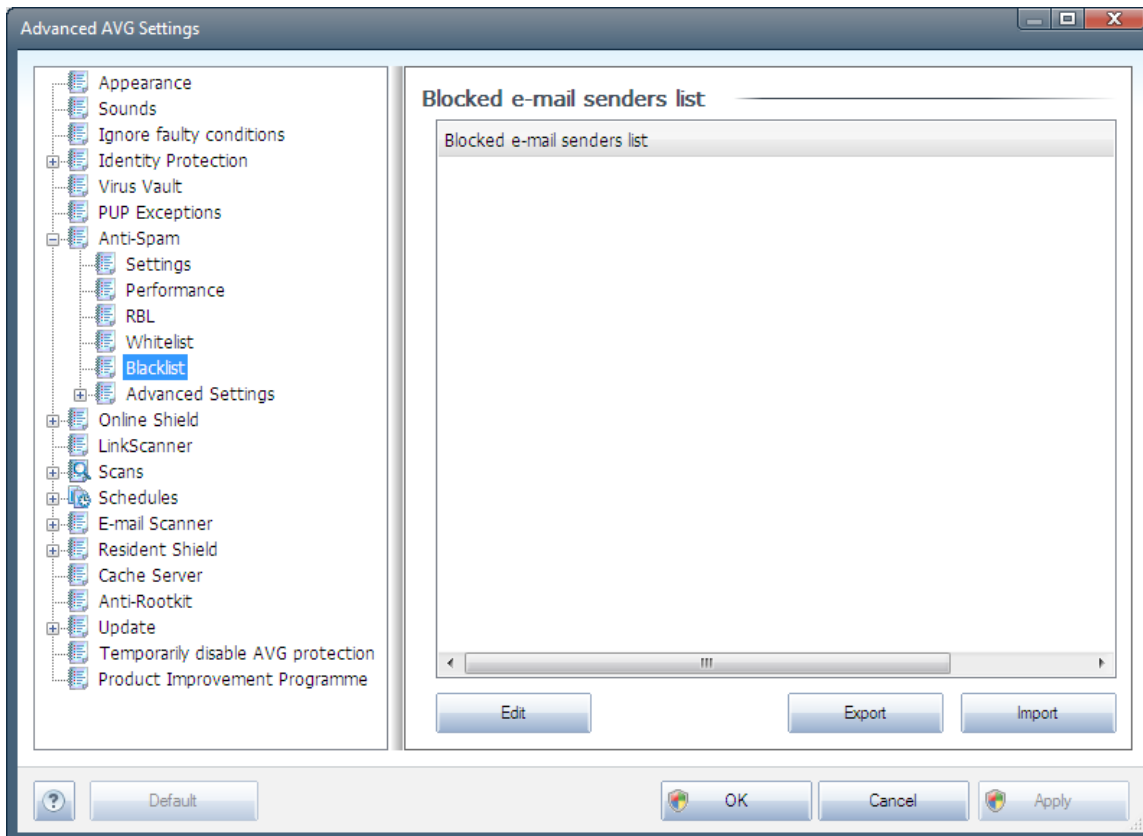 Advanced AVG Settings
Appearance
Sounds
Ignore faulty conditions
Identity Protection
Virus Vault
PUP Exceptions
Anti-Spam
Settings
Performance
RBL
Whitelist
Blacklist
Advanced Settings
Online Shield
LinkScanner
Scans
Schedules
E-mail Scanner
Resident Shield
Cache Server
Anti-Rootkit
Update
Temporarily disable AVG protection
Product Improvement Programme
Blocked e-mail senders list
Blocked e-mail senders list
Edit
Export
Import
?
Default
OK
Cancel
Apply